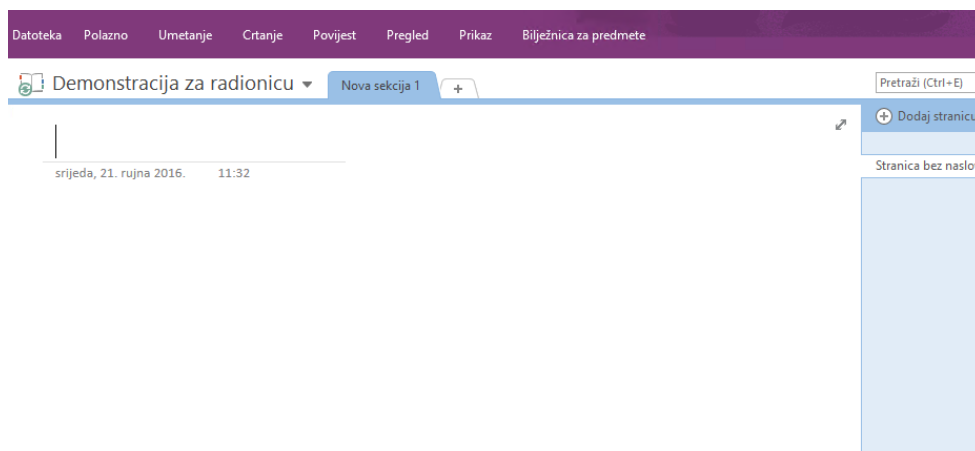 Datoteka Polazno Umetanje Crtanje Povijest Pregled Prikaz Bilježnica za predmete
Demonstracija za radionicu Nova sekcija 1 +
Pretraži (Ctrl+E)
Dodaj stranicu
srijeda, 21. rujna 2016. 11:32
Stranica bez naslo